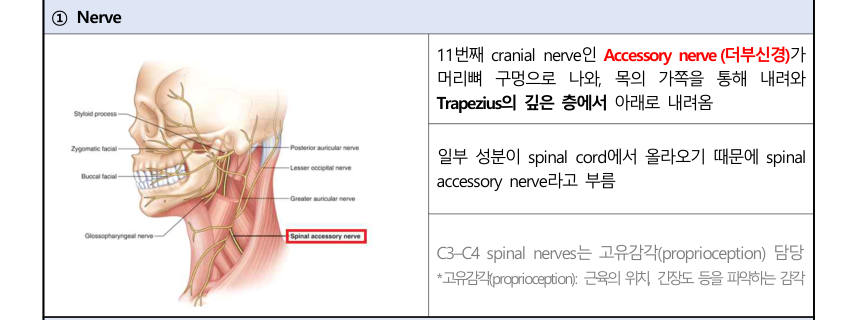 ① Nerve
Styloid process
Zygomatic facial
Buccal facial
Glossopharyngeal nerve
Posterior auricular nerve
Lesser occipital nerve
Greater auricular nerve
Spinal accessory nerve
11번째 cranial nerve인 Accessory nerve (더부신경)가
머리뼈 구멍으로 나와, 목의 가쪽을 통해 내려와
Trapezius의 깊은 층에서 아래로 내려옴
일부 성분이 spinal cord에서 올라오기 때문에 spinal
accessory nerve라고 부름
C3–C4 spinal nerves는 고유감각(proprioception) 담당
*고유감각(proprioception): 근육의 위치, 긴장도 등을 파악하는 감각